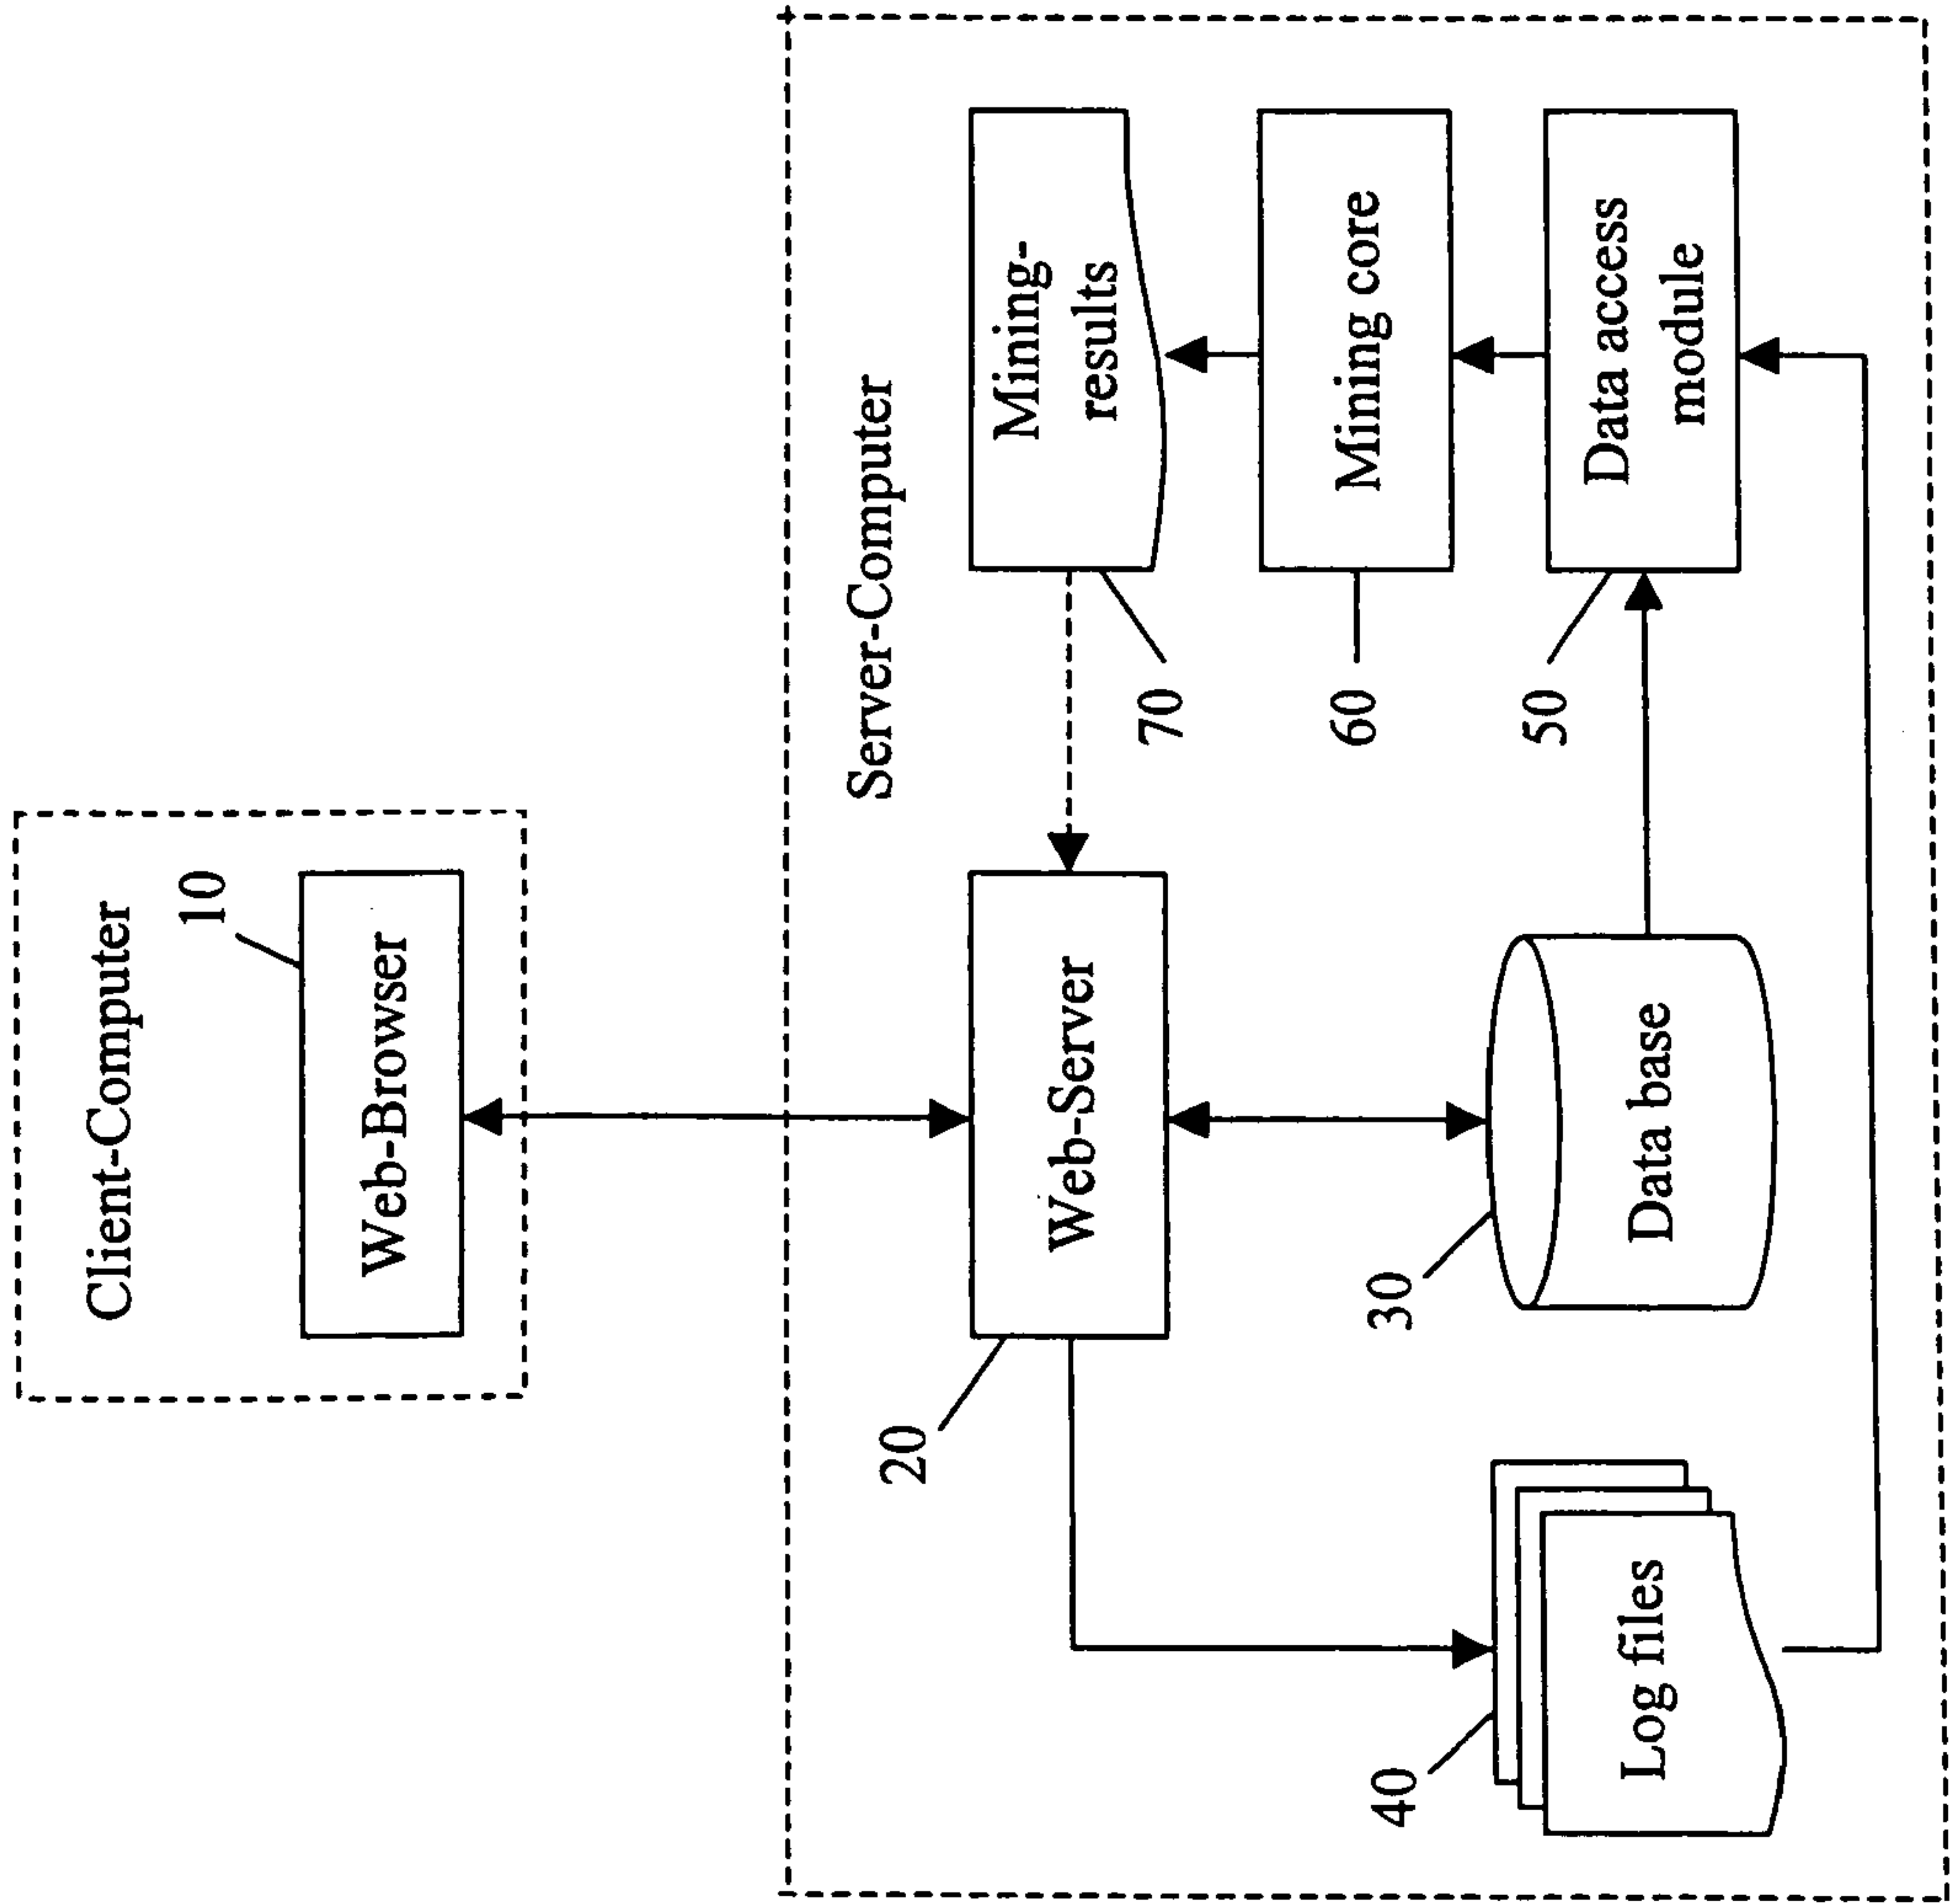 Client-Computer
10
Web-Browser
Server-Computer
20
Web-Server
Mining-
results
70
Mining core
60
40
Log files
30
Data base
50
Data access
module